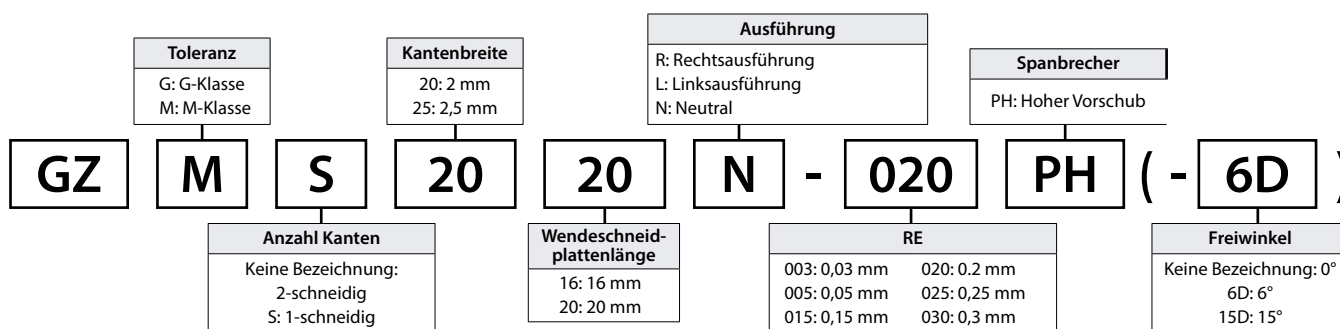 Toleranz
G: G-Klasse
M: M-Klasse
Kantenbreite
20: 2 mm
25: 2,5 mm
Ausführung
R: Rechtsausführung
L: Linksausführung
N: Neutral
Spanbrecher
PH: Hoher Vorschub
GZ M S 20 20 N - 020 PH ( - 6D )
Anzahl Kanten
Keine Bezeichnung:
2-schneidig
S: 1-schneidig
Wendeschneid-
plattenlänge
16: 16 mm
20: 20 mm
RE
003: 0,03 mm 020: 0.2 mm
005: 0,05 mm 025: 0,25 mm
015: 0,15 mm 030: 0,3 mm
Freiwinkel
Keine Bezeichnung: 0°
6D: 6°
15D: 15°